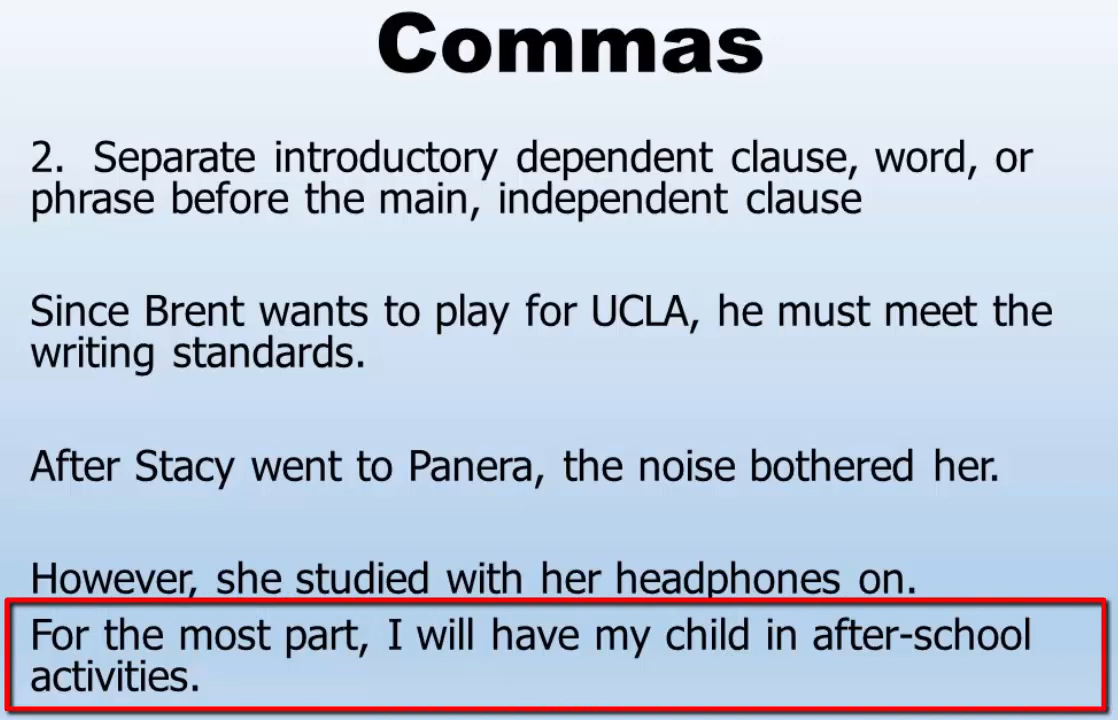 Commas
2. Separate introductory dependent clause, word, or
phrase before the main, independent clause
Since Brent wants to play for UCLA, he must meet the
writing standards.
After Stacy went to Panera, the noise bothered her.
However, she studied with her headphones on.
For the most part, I will have my child in after-school
activities.